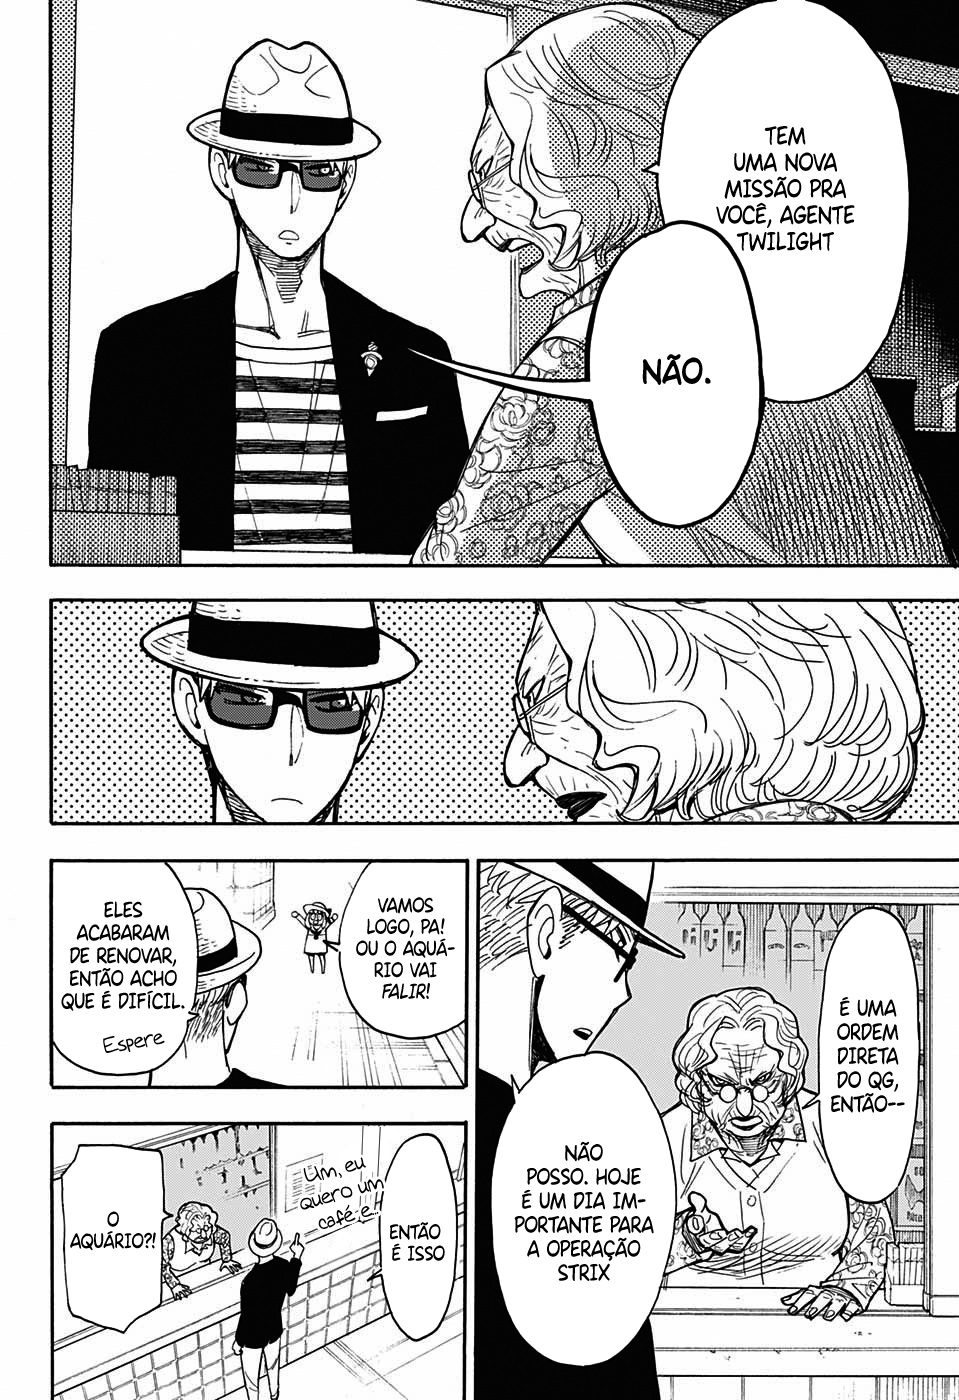 TEM
UMA NOVA
MISSÃO PRA
VOCÊ, AGENTE
TWILIGHT
NÃO.
É UMA
ORDEM
DIRETA
DO QG,
ENTÃO--
NÃO
POSSO. HOJE
É UM DIA IM-
PORTANTE PARA
A OPERAÇÃO
STRIX
VAMOS
LOGO, PA!
OU O AQUÁ-
RIO VAI
FALIR!
ELES
ACABARAM
DE RENOVAR,
ENTÃO ACHO
QUE É DIFÍCIL.
Espere
ENTÃO
É ISSO
Um, eu
quero um
café e..
O
AQUÁRIO?!